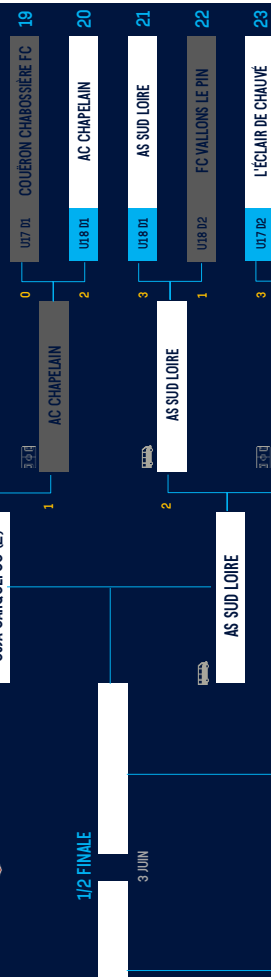 19
COUËRON CHABOSSIÈRE FC
U17 D1
0
20
AC CHAPELAIN
U18 D1
2
21
AS SUD LOIRE
U18 D1
3
22
FC VALLONS LE PIN
U18 D2
1
23
L'ÉCLAIR DE CHAUVÉ
U17 D2
3
AC CHAPELAIN
1
AS SUD LOIRE
2
AS SUD LOIRE
1/2 FINALE
3 JUIN